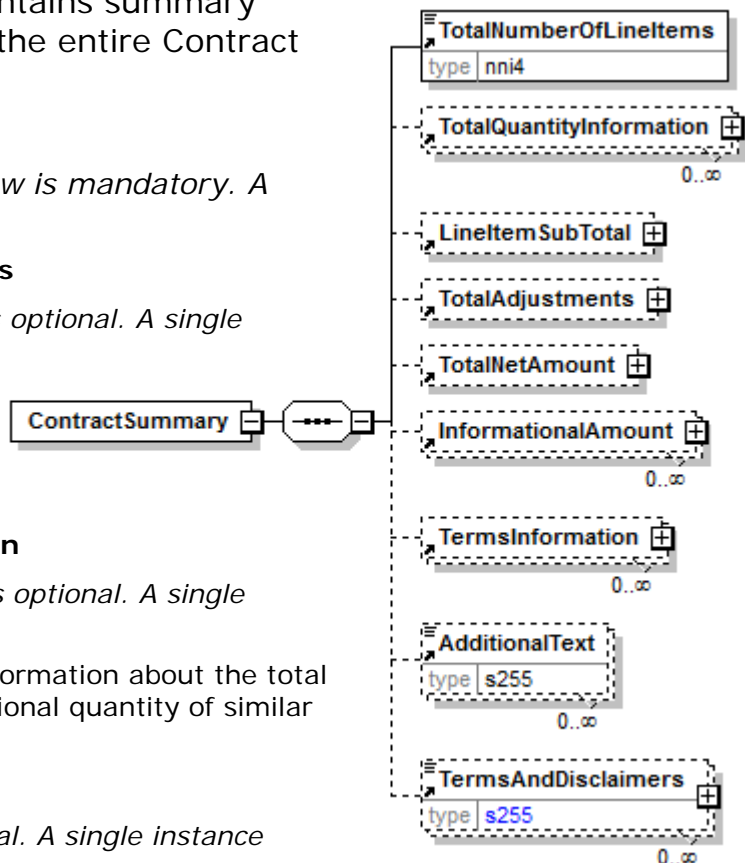 ntains summary
the entire Contract
w is mandatory. A
s
optional. A single
n
s optional. A single
formation about the total
ional quantity of similar
al. A single instance
ContractSummary
TotalNumberOfLineItems
type nni4
TotalQuantityInformation
0..∞
LineItemSubTotal
TotalAdjustments
TotalNetAmount
InformationalAmount
0..∞
TermsInformation
0..∞
AdditionalText
type s255
0..∞
TermsAndDisclaimers
type s255
0..∞